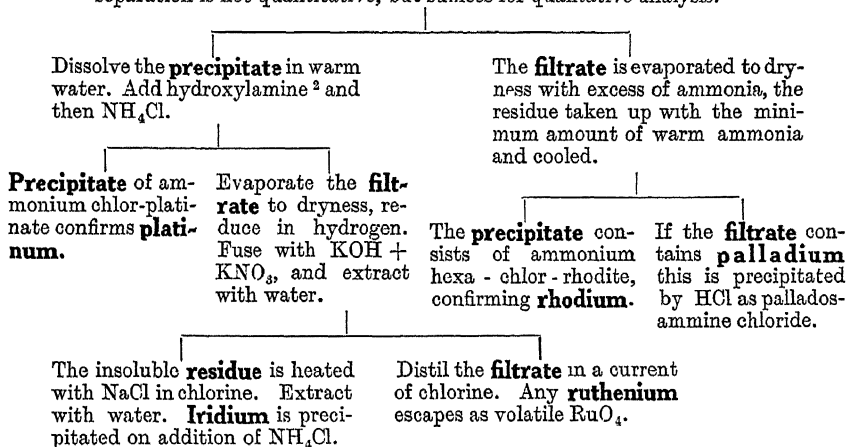 separation is not quantitative, but suffices for qualitative analysis.
Dissolve the precipitate in warm
water. Add hydroxylamine ² and
then NH₄Cl.
The filtrate is evaporated to dry-
ness with excess of ammonia, the
residue taken up with the mini-
mum amount of warm ammonia
and cooled.
Precipitate of am-
monium chlor-plati-
nate confirms plati-
num.
Evaporate the filt-
rate to dryness, re-
duce in hydrogen.
Fuse with KOH +
KNO₃, and extract
with water.
The precipitate con-
sists of ammonium
hexa - chlor - rhodite,
confirming rhodium.
If the filtrate con-
tains palladium
this is precipitated
by HCl as pallados-
ammine chloride.
The insoluble residue is heated
with NaCl in chlorine. Extract
with water. Iridium is preci-
pitated on addition of NH₄Cl.
Distil the filtrate in a current
of chlorine. Any ruthenium
escapes as volatile RuO₄.